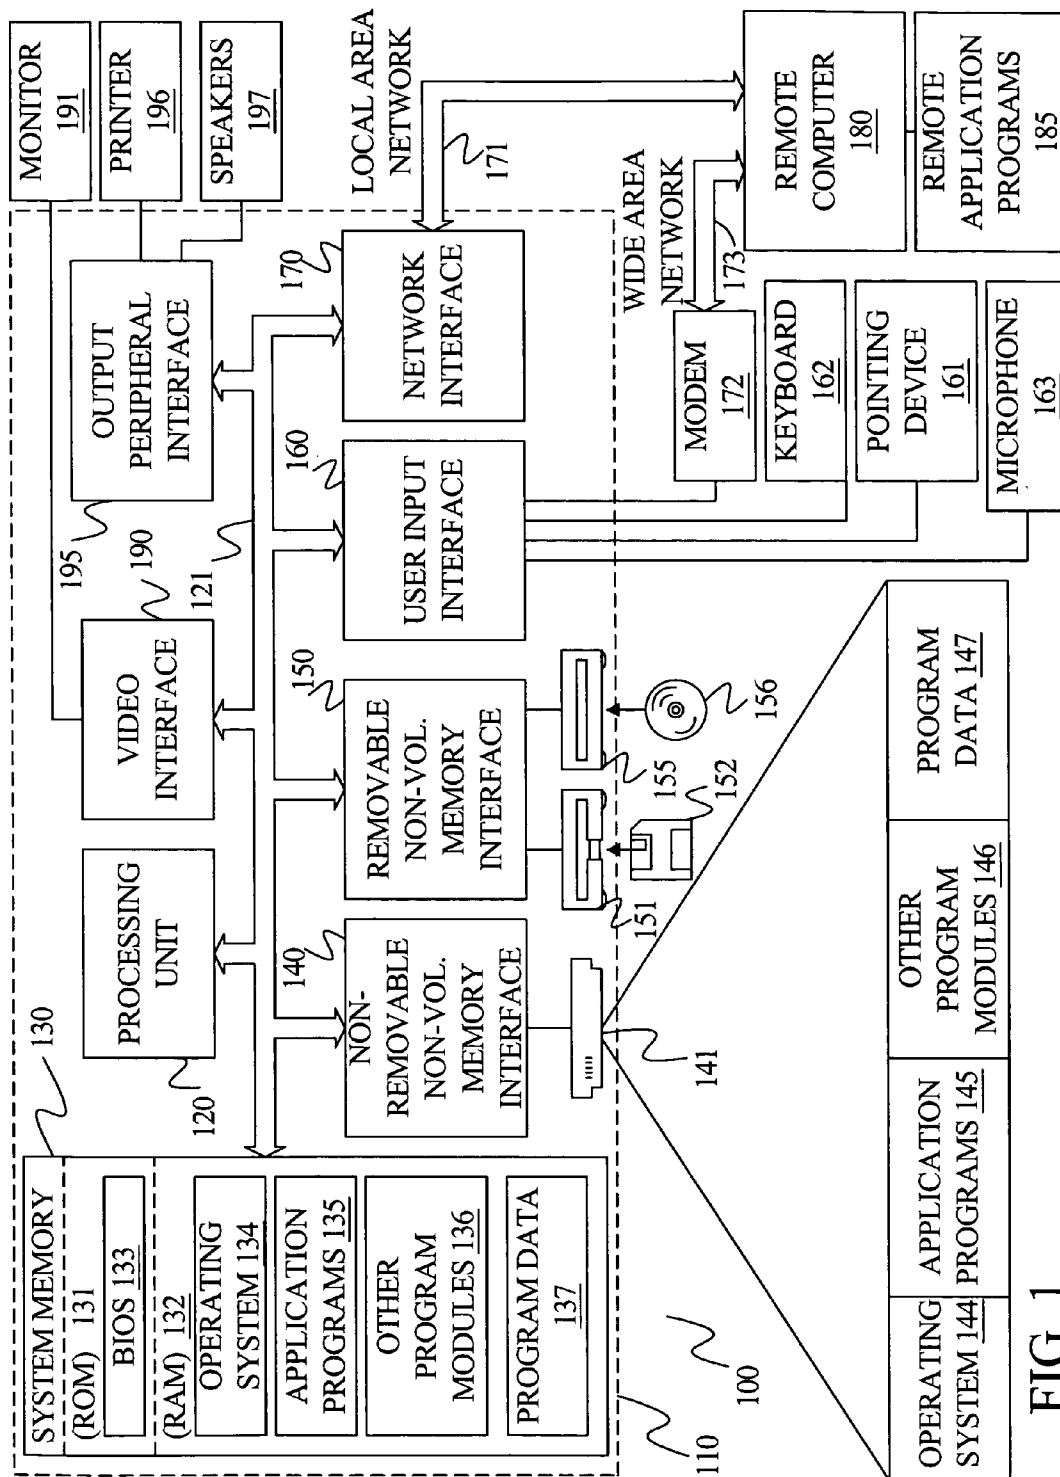 SYSTEM MEMORY
(ROM) 131
BIOS 133
(RAM) 132
OPERATING
SYSTEM 134
APPLICATION
PROGRAMS 135
OTHER
PROGRAM
MODULES 136
PROGRAM DATA
137
130
PROCESSING
UNIT
120
VIDEO
INTERFACE
190
121
OUTPUT
PERIPHERAL
INTERFACE
195
MONITOR
191
PRINTER
196
SPEAKERS
197
NON-
REMOVABLE
NON-VOL.
MEMORY
INTERFACE
140
REMOVABLE
NON-VOL.
MEMORY
INTERFACE
150
USER INPUT
INTERFACE
160
NETWORK
INTERFACE
170
LOCAL AREA
NETWORK
171
141
151
152
155
156
WIDE AREA
NETWORK
173
MODEM
172
KEYBOARD
162
POINTING
DEVICE
161
MICROPHONE
163
REMOTE
COMPUTER
180
REMOTE
APPLICATION
PROGRAMS
185
110
100
OPERATING
SYSTEM 144
APPLICATION
PROGRAMS 145
OTHER
PROGRAM
MODULES 146
PROGRAM
DATA 147
FIG. 1